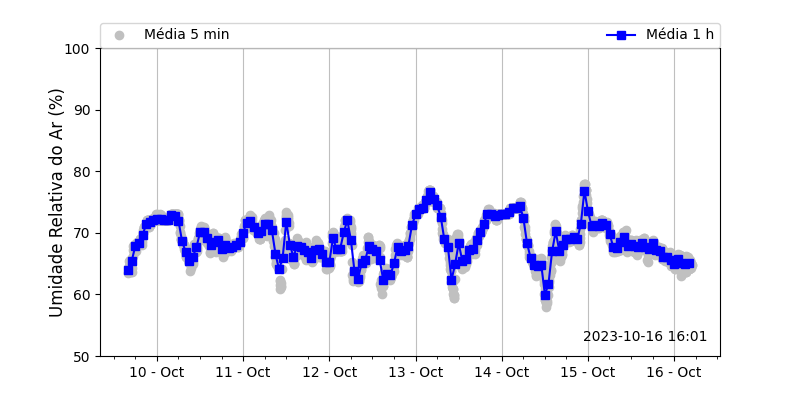 Média 5 min
Média 1 h
Umidade Relativa do Ar (%)
100
90
80
70
60
50
2023-10-16 16:01
10 - Oct
11 - Oct
12 - Oct
13 - Oct
14 - Oct
15 - Oct
16 - Oct